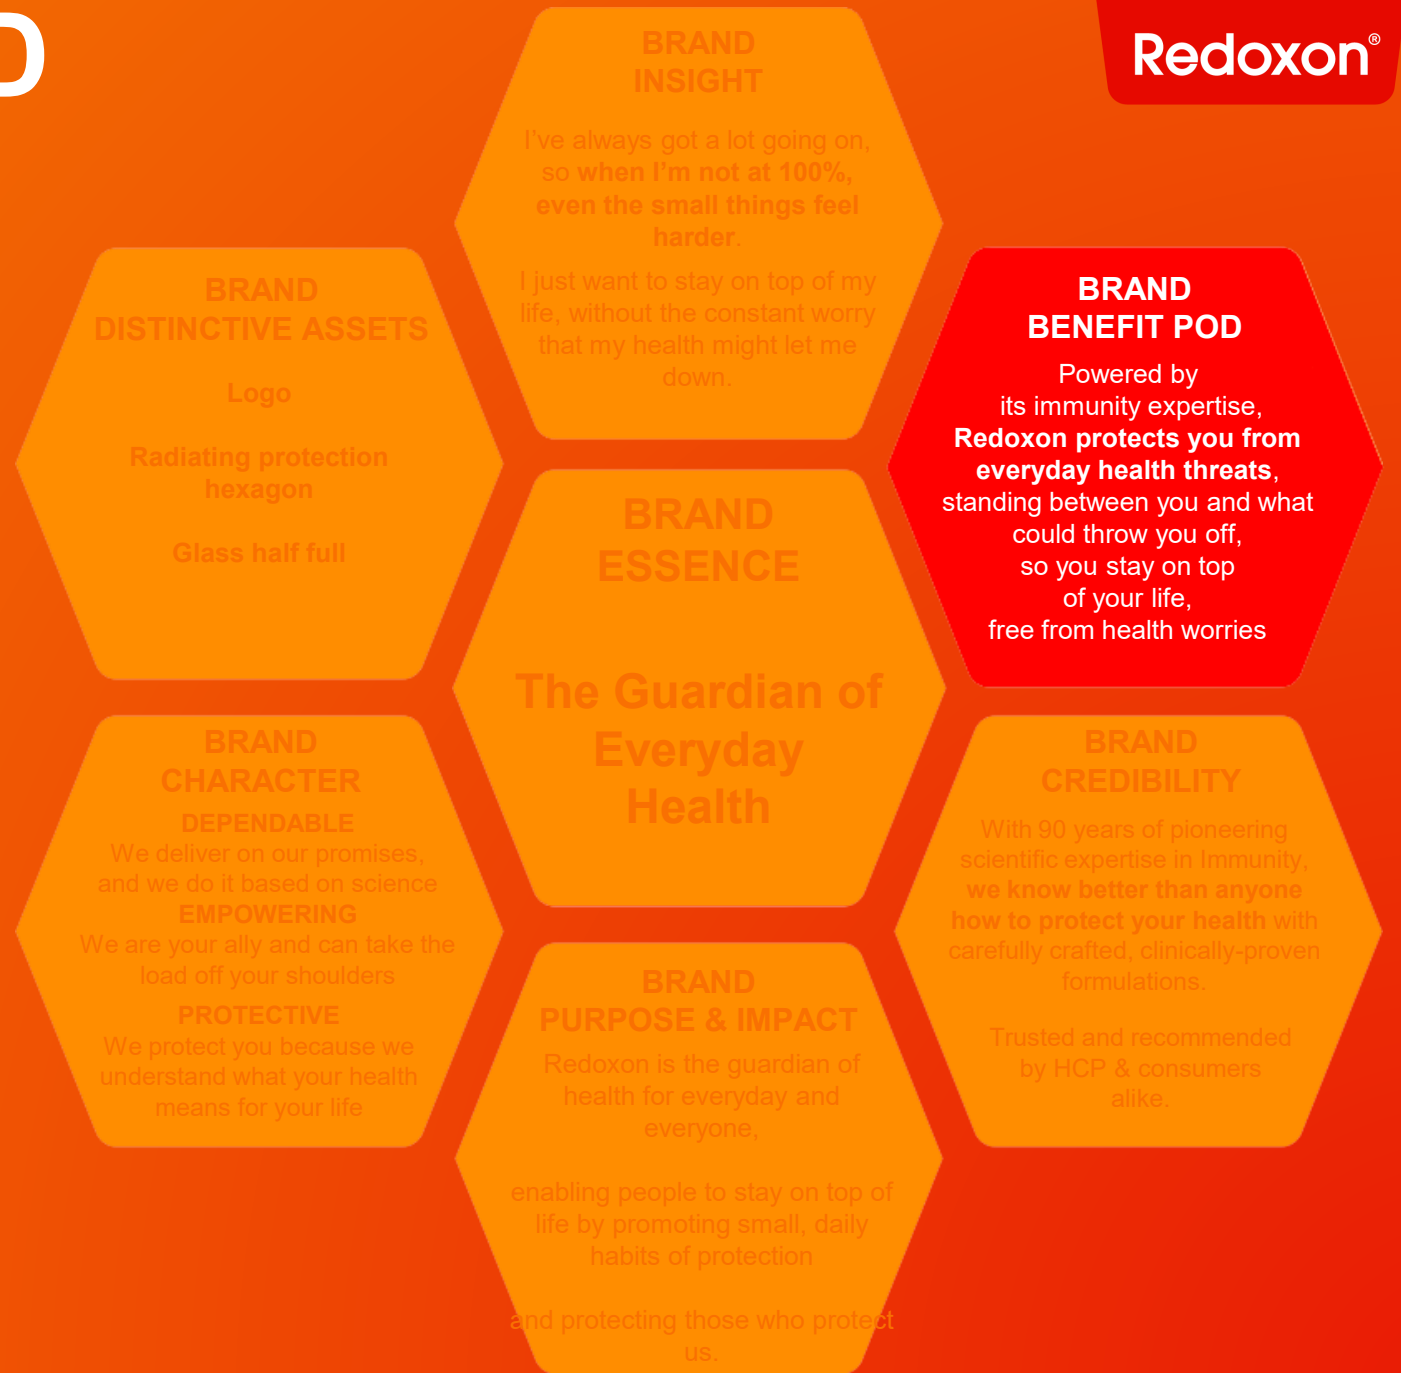 D
Redoxon®
BRAND
INSIGHT
I've always got a lot going on,
so when I'm not at 100%,
even the small things feel
harder.
I just want to stay on top of my
life, without the constant worry
that my health might let me
down.
BRAND
DISTINCTIVE ASSETS
Logo
Radiating protection
hexagon
Glass half full
BRAND
BENEFIT POD
Powered by
its immunity expertise,
Redoxon protects you from
everyday health threats,
standing between you and what
could throw you off,
so you stay on top
of your life,
free from health worries
BRAND
ESSENCE
The Guardian of
Everyday
Health
BRAND
CHARACTER
DEPENDABLE
We deliver on our promises,
and we do it based on science
EMPOWERING
We are your ally and can take the
load off your shoulders
PROTECTIVE
We protect you because we
understand what your health
means for your life
BRAND
CREDIBILITY
With 90 years of pioneering
scientific expertise in Immunity,
we know better than anyone
how to protect your health with
carefully crafted, clinically-proven
formulations.
Trusted and recommended
by HCP & consumers
alike.
BRAND
PURPOSE & IMPACT
Redoxon is the guardian of
health for everyday and
everyone,
enabling people to stay on top of
life by promoting small, daily
habits of protection
and protecting those who protect
us.